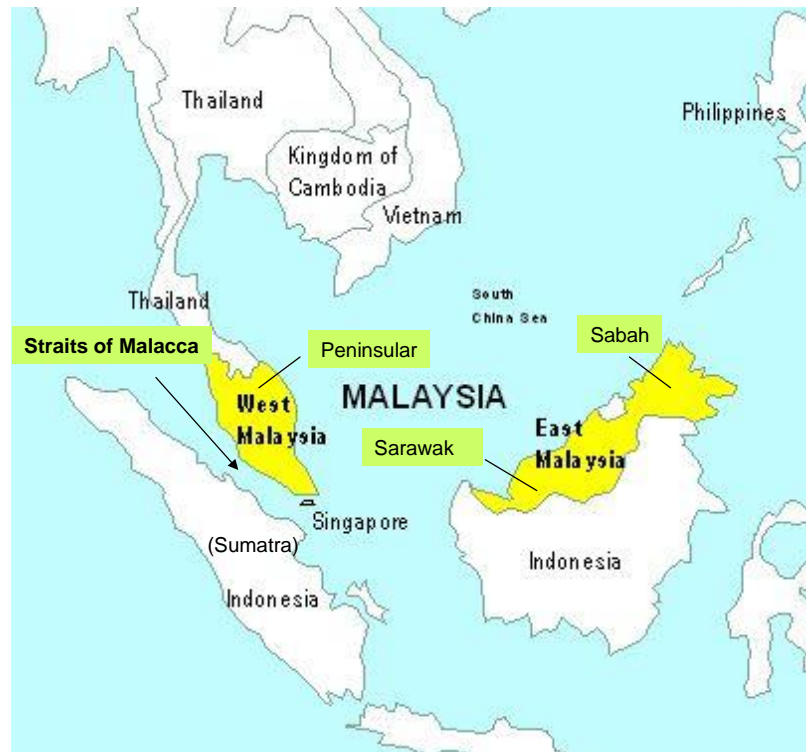 Thailand
Philippines
Kingdom of
Cambodia
Vietnam
Thailand
South
China Sea
Straits of Malacca
Peninsular
Sabah
MALAYSIA
West
Malaysia
East
Malaysia
Sarawak
Singapore
(Sumatra)
Indonesia
Indonesia